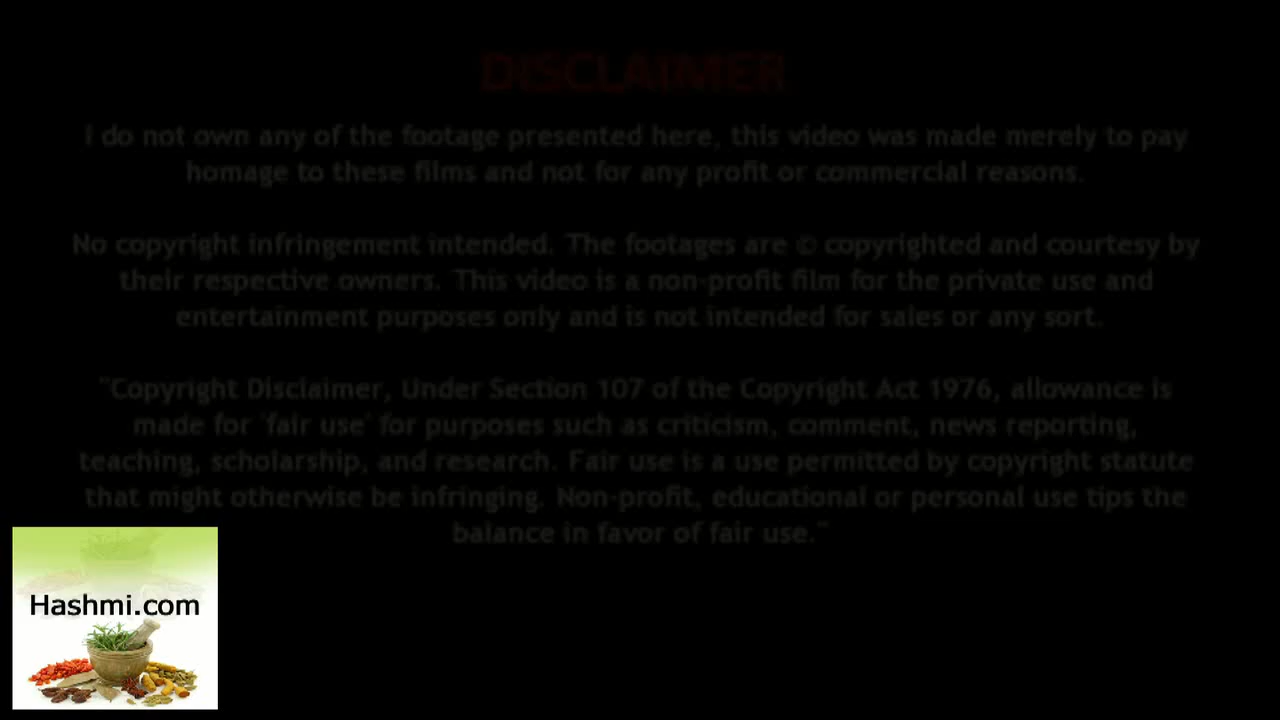 DISCLAIMER
I do not own any of the footage presented here, this video was made merely to pay
homage to these films and not for any profit or commercial reasons.
No copyright infringement intended. The footages are © copyrighted and courtesy by
their respective owners. This video is a non-profit film for the private use and
entertainment purposes only and is not intended for sales or any sort.
"Copyright Disclaimer, Under Section 107 of the Copyright Act 1976, allowance is
made for 'fair use' for purposes such as criticism, comment, news reporting,
teaching, scholarship, and research. Fair use is a use permitted by copyright statute
that might otherwise be infringing. Non-profit, educational or personal use tips the
balance in favor of fair use."
Hashmi.com